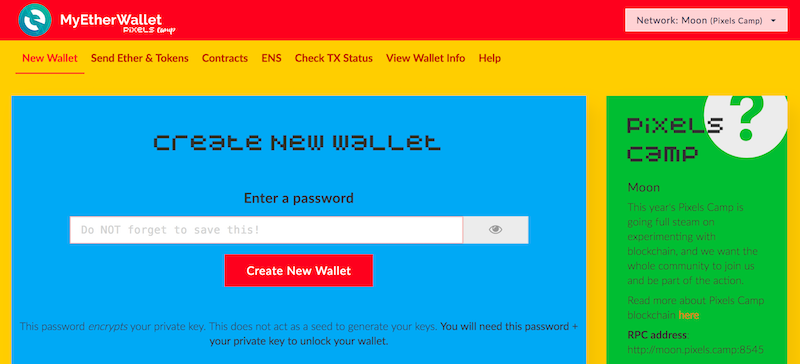 MyEtherWallet
pixels camp
Network: Moon (Pixels Camp)
New Wallet Send Ether & Tokens Contracts ENS Check TX Status View Wallet Info Help
Create New Wallet
Enter a password
Do NOT forget to save this!
Create New Wallet
This password encrypts your private key. This does not act as a seed to generate your keys. You will need this password +
your private key to unlock your wallet.
?
pixels
camp
Moon
This year's Pixels Camp is
going full steam on
experimenting with
blockchain, and we want the
whole community to join us
and be part of the action.
Read more about Pixels Camp
blockchain here
RPC address:
http://moon.pixels.camp:8545